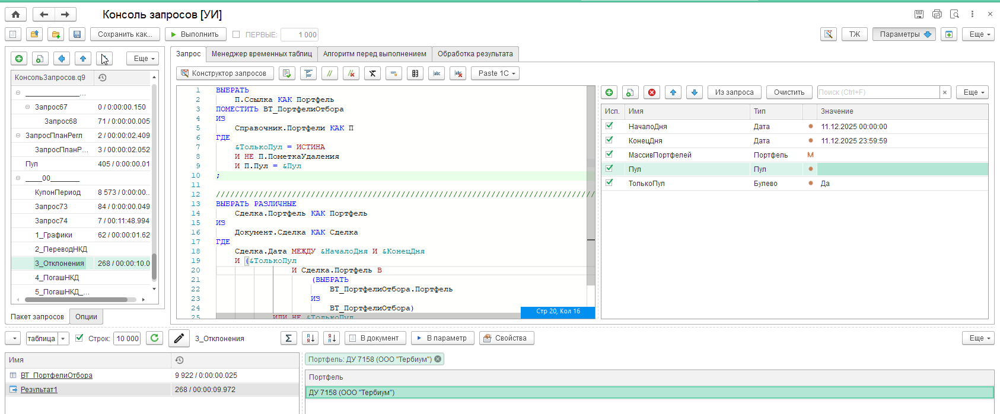 Консоль запросов [УИ]
Сохранить как... Выполнить ПЕРВЫЕ: 1 000 ТЖ Параметры Еще
Еще
КонсольЗапросов.q9
______________...
Запрос67 0 / 0:00:00.150
Запрос68 71 / 0:00:00.005
ЗапросПланРегл 2 / 00:00:02.409
ЗапросПланР... 3 / 00:00:02.052
Пул 405 / 0:00:00.01
____00_______
КупонПериод 8 573 / 0:00:00..
Запрос73 84 / 0:00:00.049
Запрос74 7 / 00:11:48.994
1_Графики 62 / 00:00:01.62
2_ПереводНКД
3_Отклонения 268 / 00:00:10.0
4_ПогашНКД
5_ПогашНКД_...
Пакет запросов Опции
Запрос Менеджер временных таблиц Алгоритм перед выполнением Обработка результата
Конструктор запросов Paste 1C
1 ВЫБРАТЬ
2 П.Ссылка КАК Портфель
3 ПОМЕСТИТЬ ВТ_ПортфелиОтбора
4 ИЗ
5 Справочник.Портфели КАК П
6 ГДЕ
7 &ТолькоПул = ИСТИНА
8 И НЕ П.ПометкаУдаления
9 И П.Пул = &Пул
10 ;
11
12 ////////////////////////////////////////////////////////////////////////////////
13 ВЫБРАТЬ РАЗЛИЧНЫЕ
14 Сделка.Портфель КАК Портфель
15 ИЗ
16 Документ.Сделка КАК Сделка
17 ГДЕ
18 Сделка.Дата МЕЖДУ &НачалоДня И &КонецДня
19 И (&ТолькоПул
20 И Сделка.Портфель В
21 (ВЫБРАТЬ
22 ВТ_ПортфелиОтбора.Портфель
23 ИЗ
24 ВТ_ПортфелиОтбора)
25 ИЛИ НЕ &ТолькоПул
Стр 20, Кол 16
Из запроса Очистить Поиск (Ctrl+F) × Еще
Исп. Имя Тип Значение
НачалоДня Дата 11.12.2025 00:00:00
КонецДня Дата 11.12.2025 23:59:59
МассивПортфелей Портфель М
Пул Пул
ТолькоПул Булево Да
таблица Строк: 10 000 3_Отклонения Σ В документ В параметр Свойства Еще
Имя
ВТ_ПортфелиОтбора 9 922 / 0:00:00.025
Результат1 268 / 00:00:09.972
Портфель: ДУ 7158 (ООО "Тербиум")
Портфель
ДУ 7158 (ООО "Тербиум")